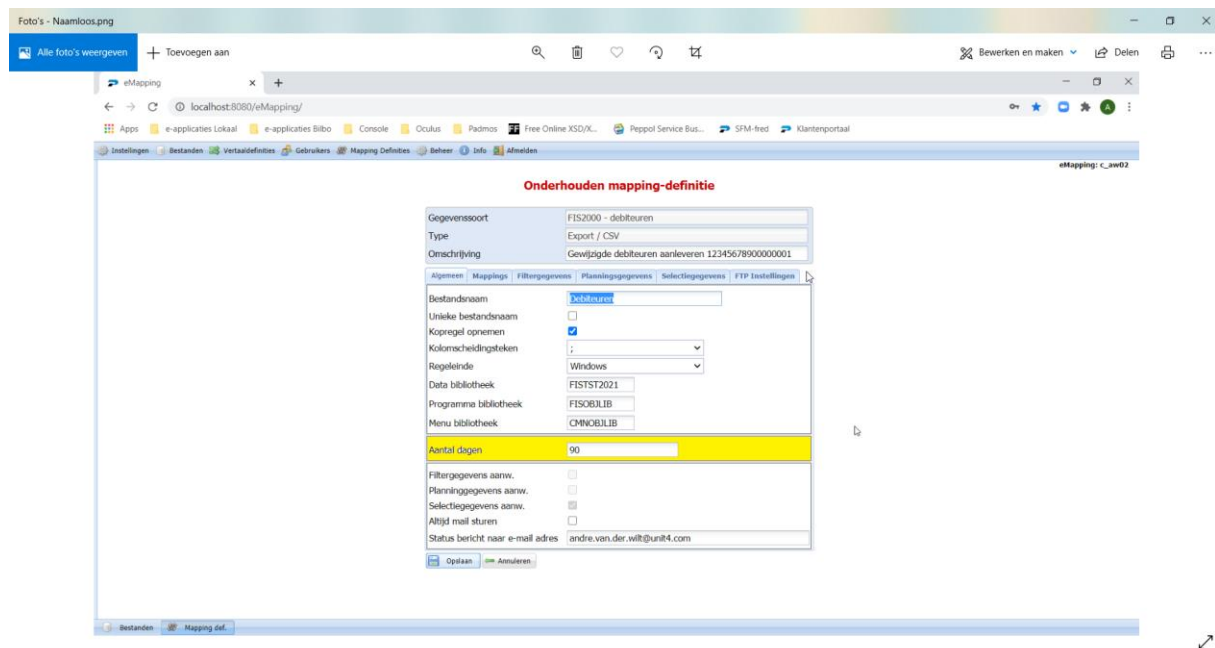 Foto's - Naamloos.png
Alle foto's weergeven Toevoegen aan Bewerken en maken Delen
eMapping
localhost:8080/eMapping/
Apps e-applicaties Lokaal e-applicaties Bilbo Console Oculus Padmos FF Free Online XSD/X... Peppol Service Bus... SFM-fred Klantenportaal
Instellingen Bestanden Vertaaldefinities Gebruikers Mapping Definities Beheer Info Afmelden
eMapping: c_aw02
Onderhouden mapping-definitie
Gegevenssoort FIS2000 - debiteuren
Type Export / CSV
Omschrijving Gewijzigde debiteuren aanleveren 12345678900000001
Algemeen Mappings Filtergegevens Planningsgegevens Selectiegegevens FTP Instellingen
Bestandsnaam Debiteuren
Unieke bestandsnaam
Kopregel opnemen
Kolomscheidingsteken ;
Regeleinde Windows
Data bibliotheek FISTST2021
Programma bibliotheek FISOBJLIB
Menu bibliotheek CMNOBJLIB
Aantal dagen 90
Filtergegevens aanw.
Planninggegevens aanw.
Selectiegegevens aanw.
Altijd mail sturen
Status bericht naar e-mail adres andre.van.der.wilt@unit4.com
Opslaan Annuleren
Bestanden Mapping def.